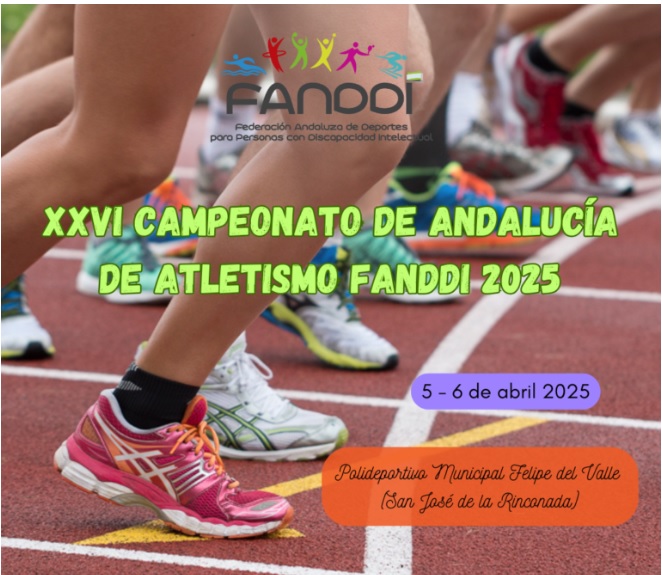 FANDDI
Federación Andaluza de Deportes
para Personas con Discapacidad Intelectual
XXVI CAMPEONATO DE ANDALUCÍA
DE ATLETISMO FANDDI 2025
5 - 6 de abril 2025
Polideportivo Municipal Felipe del Valle
(San José de la Rinconada)